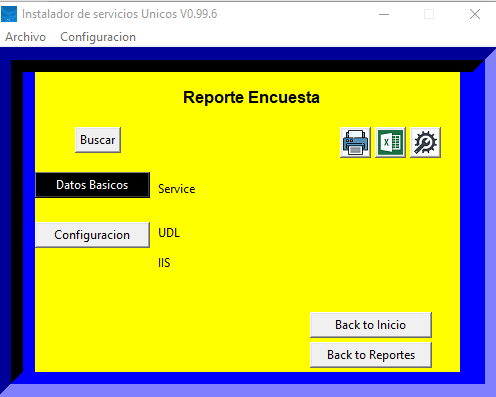 Instalador de servicios Unicos V0.99.6
Archivo Configuracion
Reporte Encuesta
Buscar
X
Datos Basicos
Service
Configuracion
UDL
IIS
Back to Inicio
Back to Reportes